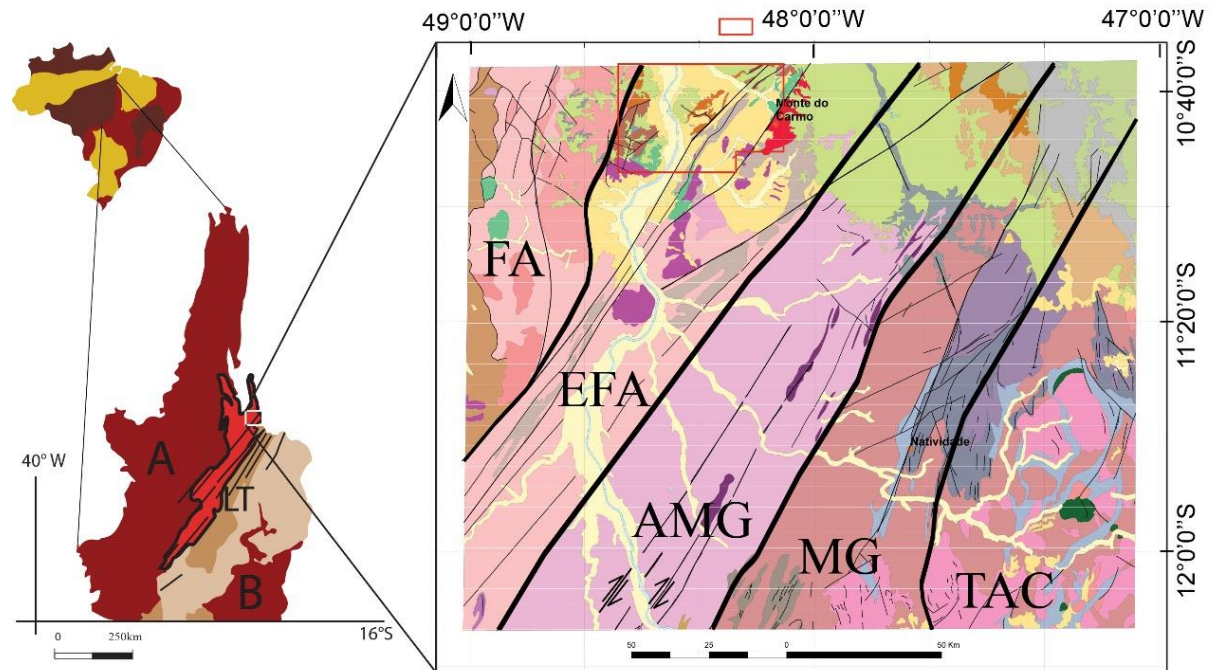 49°0'0''W
48°0'0''W
47°0'0''W
10°40'0''S
Monte do
Carmo
FA
11°20'0''S
EFA
A
40° W
LT
Natividade
AMG
MG
12°0'0''S
B
TAC
0 250km
16°S
50 25 0 50 Km